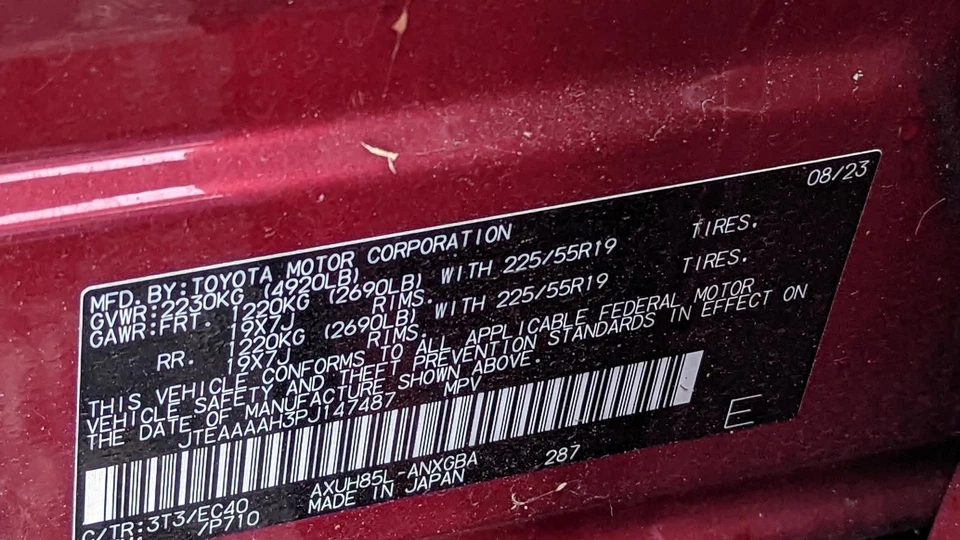 08/23
MFD. BY: TOYOTA MOTOR CORPORATION
GVWR: 2230KG (4920LB)
GAWR: FRT. 1220KG (2690LB) WITH 225/55R19 TIRES.
19X7J RIMS.
RR. 1220KG (2690LB) WITH 225/55R19 TIRES.
19X7J RIMS.
THIS VEHICLE CONFORMS TO ALL APPLICABLE FEDERAL MOTOR
VEHICLE SAFETY AND THEFT PREVENTION STANDARDS IN EFFECT ON
THE DATE OF MANUFACTURE SHOWN ABOVE.
JTEAAAAH3PJ147487 MPV
E
C/TR: 3T3/EC40 AXUH85L-ANXGBA 287
/P710 MADE IN JAPAN